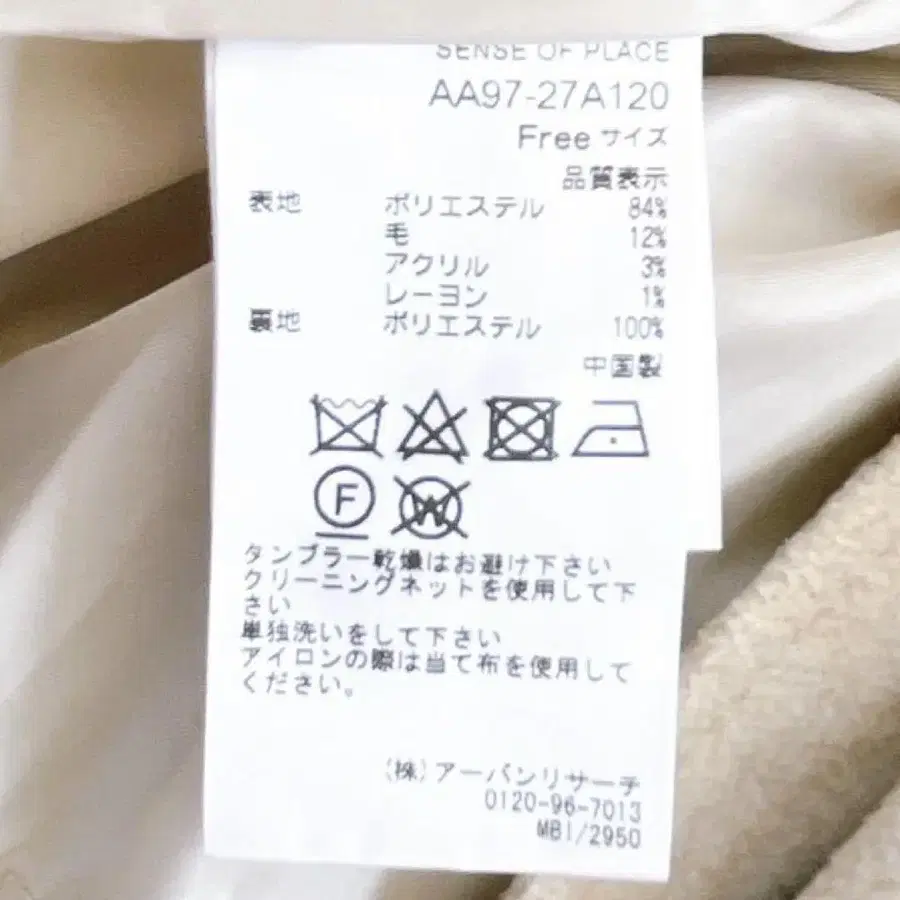 SENSE OF PLACE
AA97-27A120
Free サイズ
品質表示
表地 ポリエステル 84%
毛 12%
アクリル 3%
レーヨン 1%
裏地 ポリエステル 100%
中国製
F W
タンブラー乾燥はお避け下さい
クリーニングネットを使用して下
さい
単独洗いをして下さい
アイロンの際は当て布を使用して
ください。
(株)アーバンリサーチ
0120-96-7013
MBI/2950